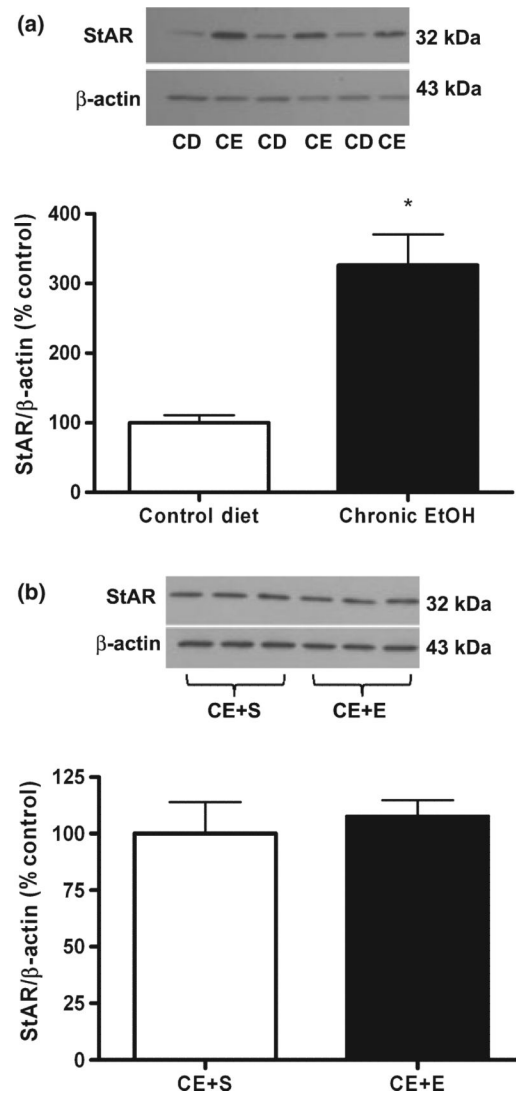 (a)
StAR
32 kDa
β-actin
43 kDa
CD CE CD CE CD CE
*
StAR/β-actin (% control)
400
300
200
100
0
Control diet
Chronic EtOH
(b)
StAR
32 kDa
β-actin
43 kDa
CE+S
CE+E
StAR/β-actin (% control)
125
100
75
50
25
0
CE+S
CE+E